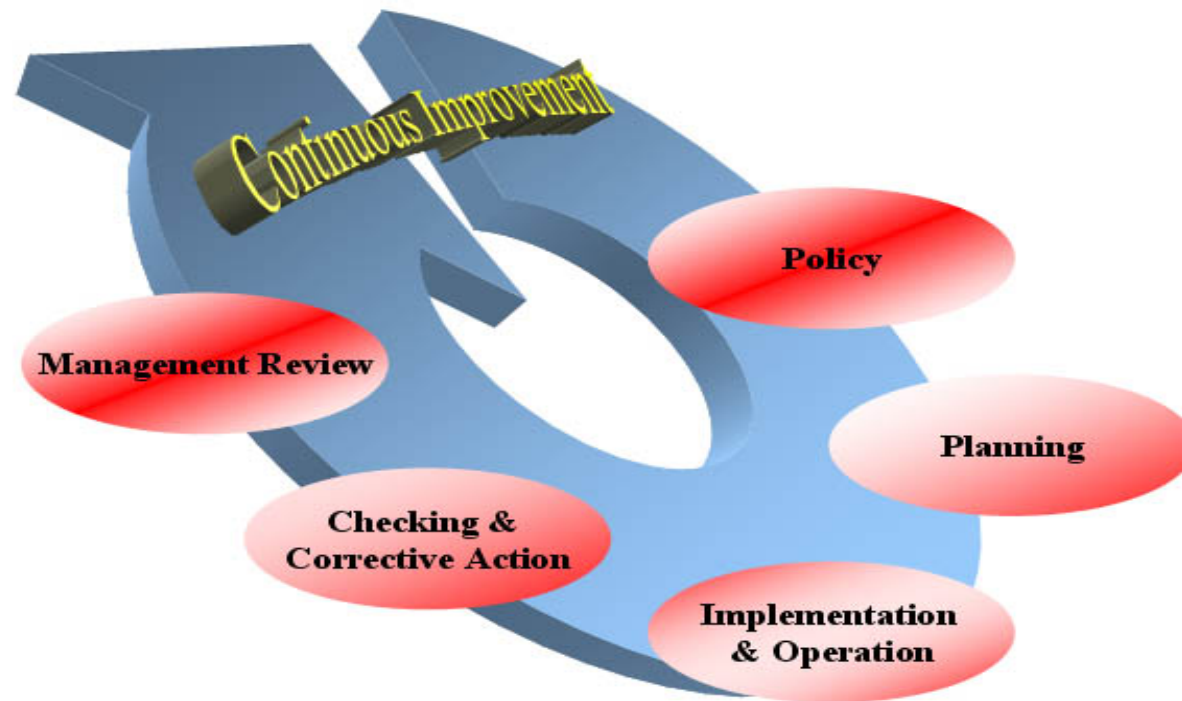 Continuous Improvement
Policy
Planning
Implementation
& Operation
Checking &
Corrective Action
Management Review